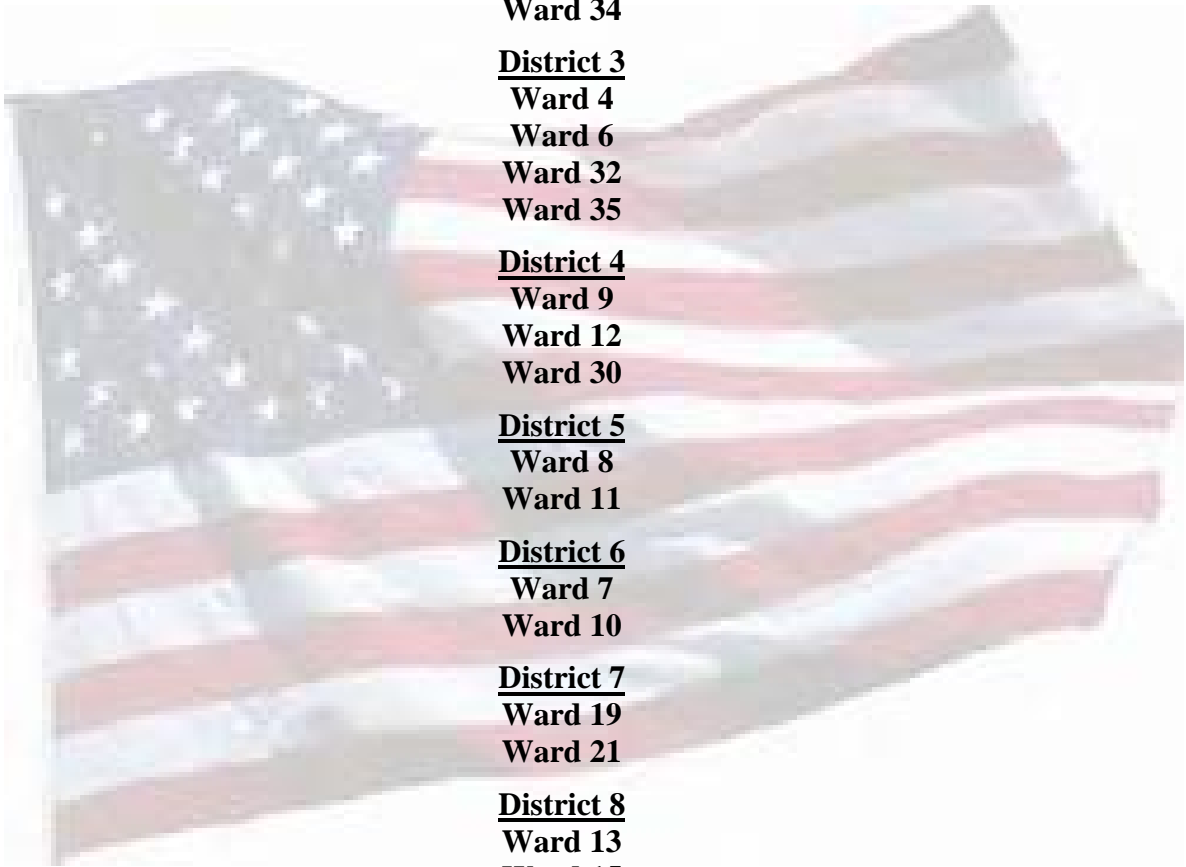 Ward 34
District 3
Ward 4
Ward 6
Ward 32
Ward 35
District 4
Ward 9
Ward 12
Ward 30
District 5
Ward 8
Ward 11
District 6
Ward 7
Ward 10
District 7
Ward 19
Ward 21
District 8
Ward 13